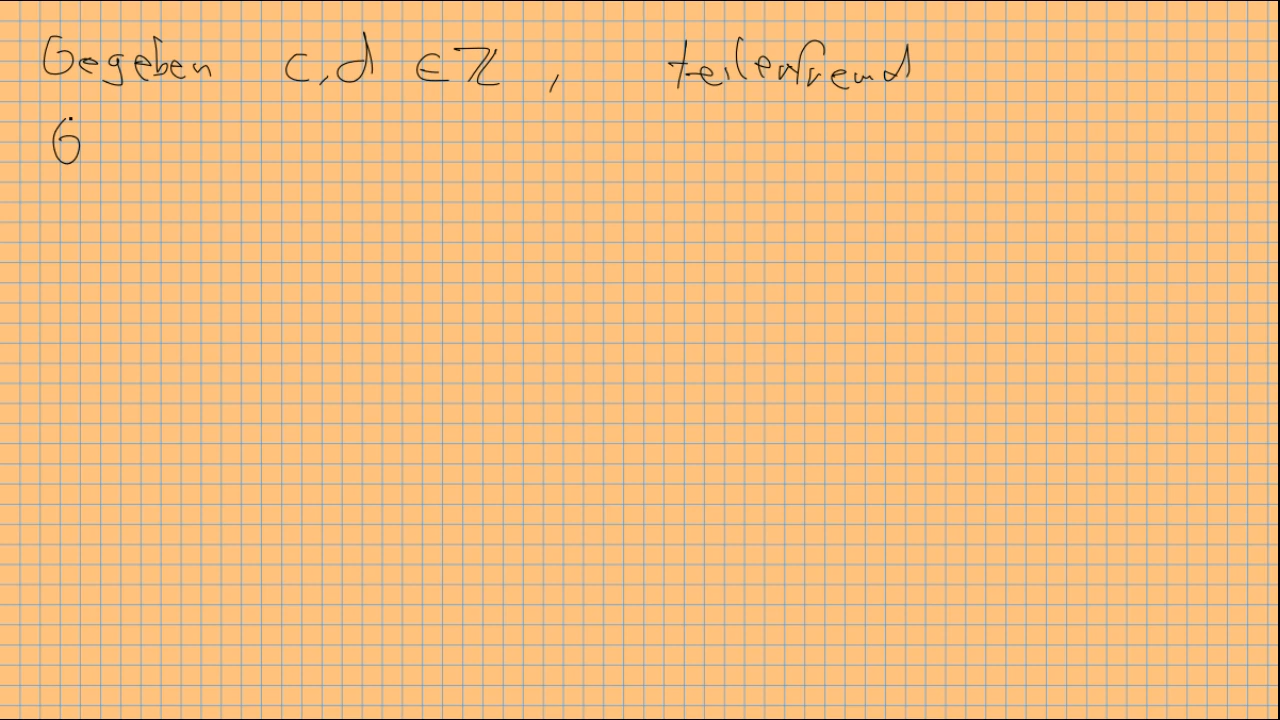 Gegeben c,d ∈ ℤ , teilerfremd
G